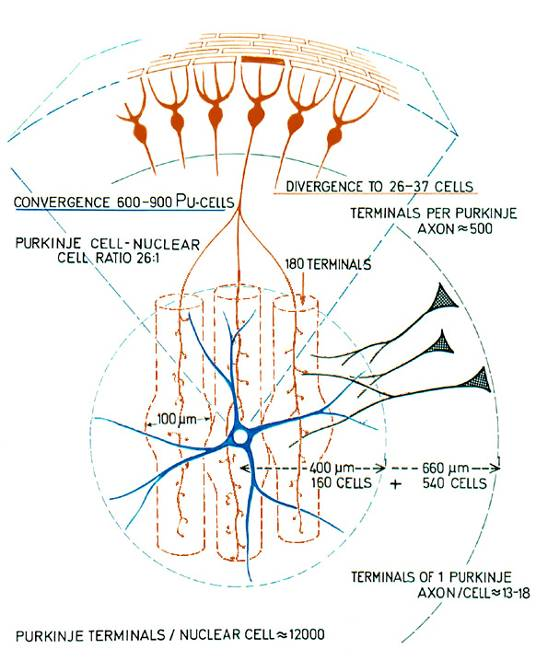 CONVERGENCE 600-900 PU-CELLS
DIVERGENCE TO 26-37 CELLS
TERMINALS PER PURKINJE
AXON≈500
PURKINJE CELL-NUCLEAR
CELL RATIO 26:1
180 TERMINALS
100 µm
400 µm
160 CELLS
+
660 µm
540 CELLS
TERMINALS OF 1 PURKINJE
AXON/CELL≈13-18
PURKINJE TERMINALS / NUCLEAR CELL≈12000